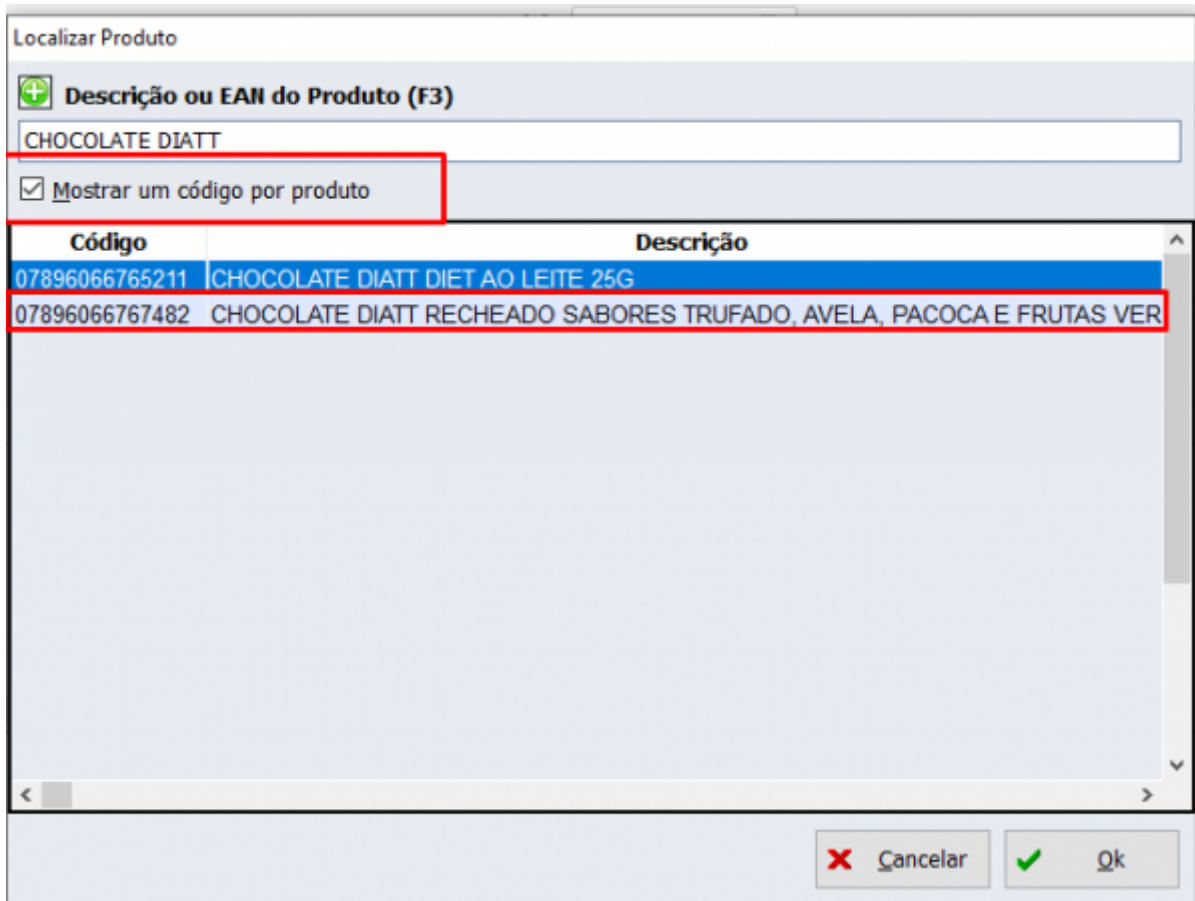 Localizar Produto
Descrição ou EAN do Produto (F3)
CHOCOLATE DIATT
Mostrar um código por produto
Código Descrição
07896066765211 CHOCOLATE DIATT DIET AO LEITE 25G
07896066767482 CHOCOLATE DIATT RECHEADO SABORES TRUFADO, AVELA, PACOCA E FRUTAS VER
Cancelar Ok